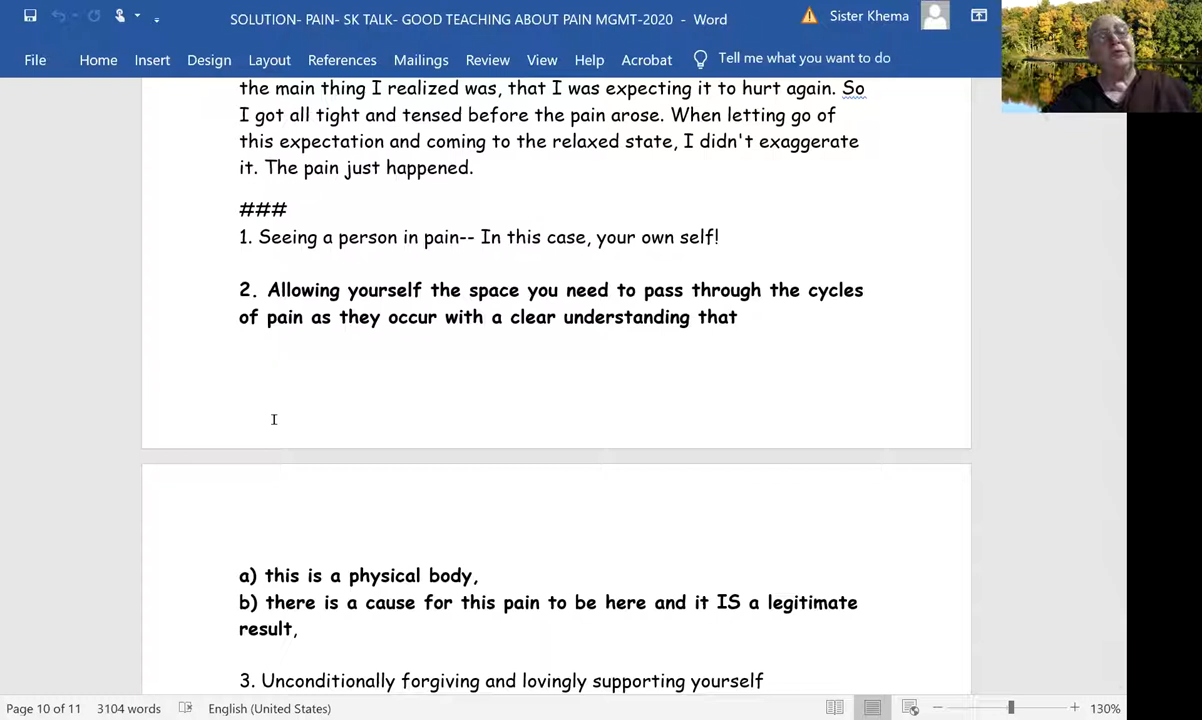 SOLUTION- PAIN- SK TALK- GOOD TEACHING ABOUT PAIN MGMT-2020 - Word
Sister Khema
File Home Insert Design Layout References Mailings Review View Help Acrobat Tell me what you want to do
the main thing I realized was, that I was expecting it to hurt again. So
I got all tight and tensed before the pain arose. When letting go of
this expectation and coming to the relaxed state, I didn't exaggerate
it. The pain just happened.
###
1. Seeing a person in pain-- In this case, your own self!
2. Allowing yourself the space you need to pass through the cycles
of pain as they occur with a clear understanding that
a) this is a physical body,
b) there is a cause for this pain to be here and it IS a legitimate
result,
3. Unconditionally forgiving and lovingly supporting yourself
Page 10 of 11 3104 words English (United States) 130%